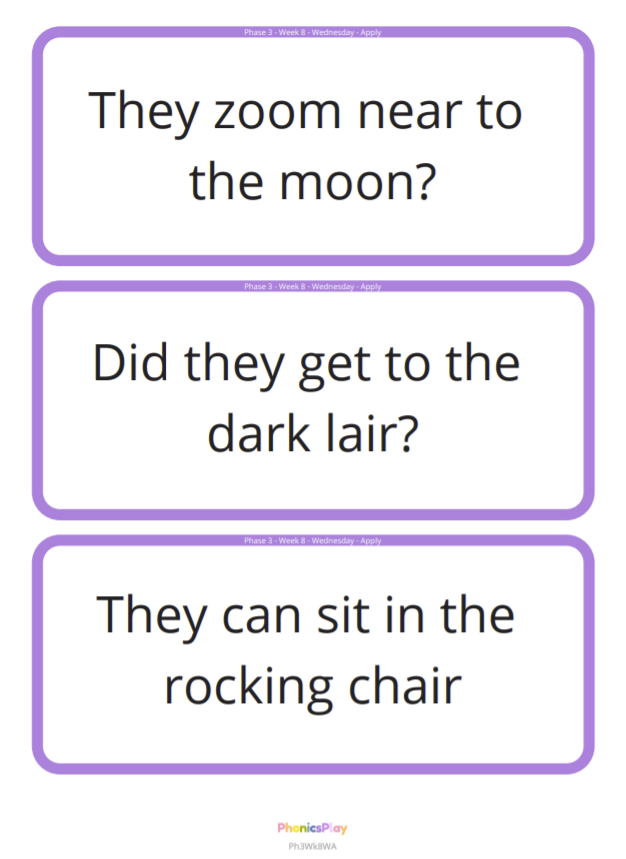 Phase 3 - Week 8 - Wednesday - Apply
They zoom near to
the moon?
Phase 3 - Week 8 - Wednesday - Apply
Did they get to the
dark lair?
Phase 3 - Week 8 - Wednesday - Apply
They can sit in the
rocking chair
PhonicsPlay
Ph3Wk8WA